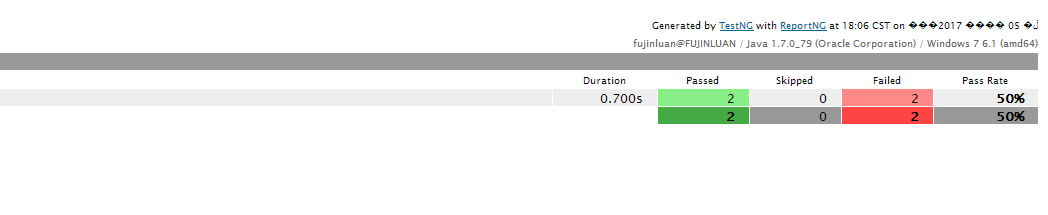 Generated by TestNG with ReportNG at 18:06 CST on ���2017 ���� 05 �
fujinluan@FUJINLUAN / Java 1.7.0_79 (Oracle Corporation) / Windows 7 6.1 (amd64)
Duration Passed Skipped Failed Pass Rate
0.700s 2 0 2 50%
2 0 2 50%